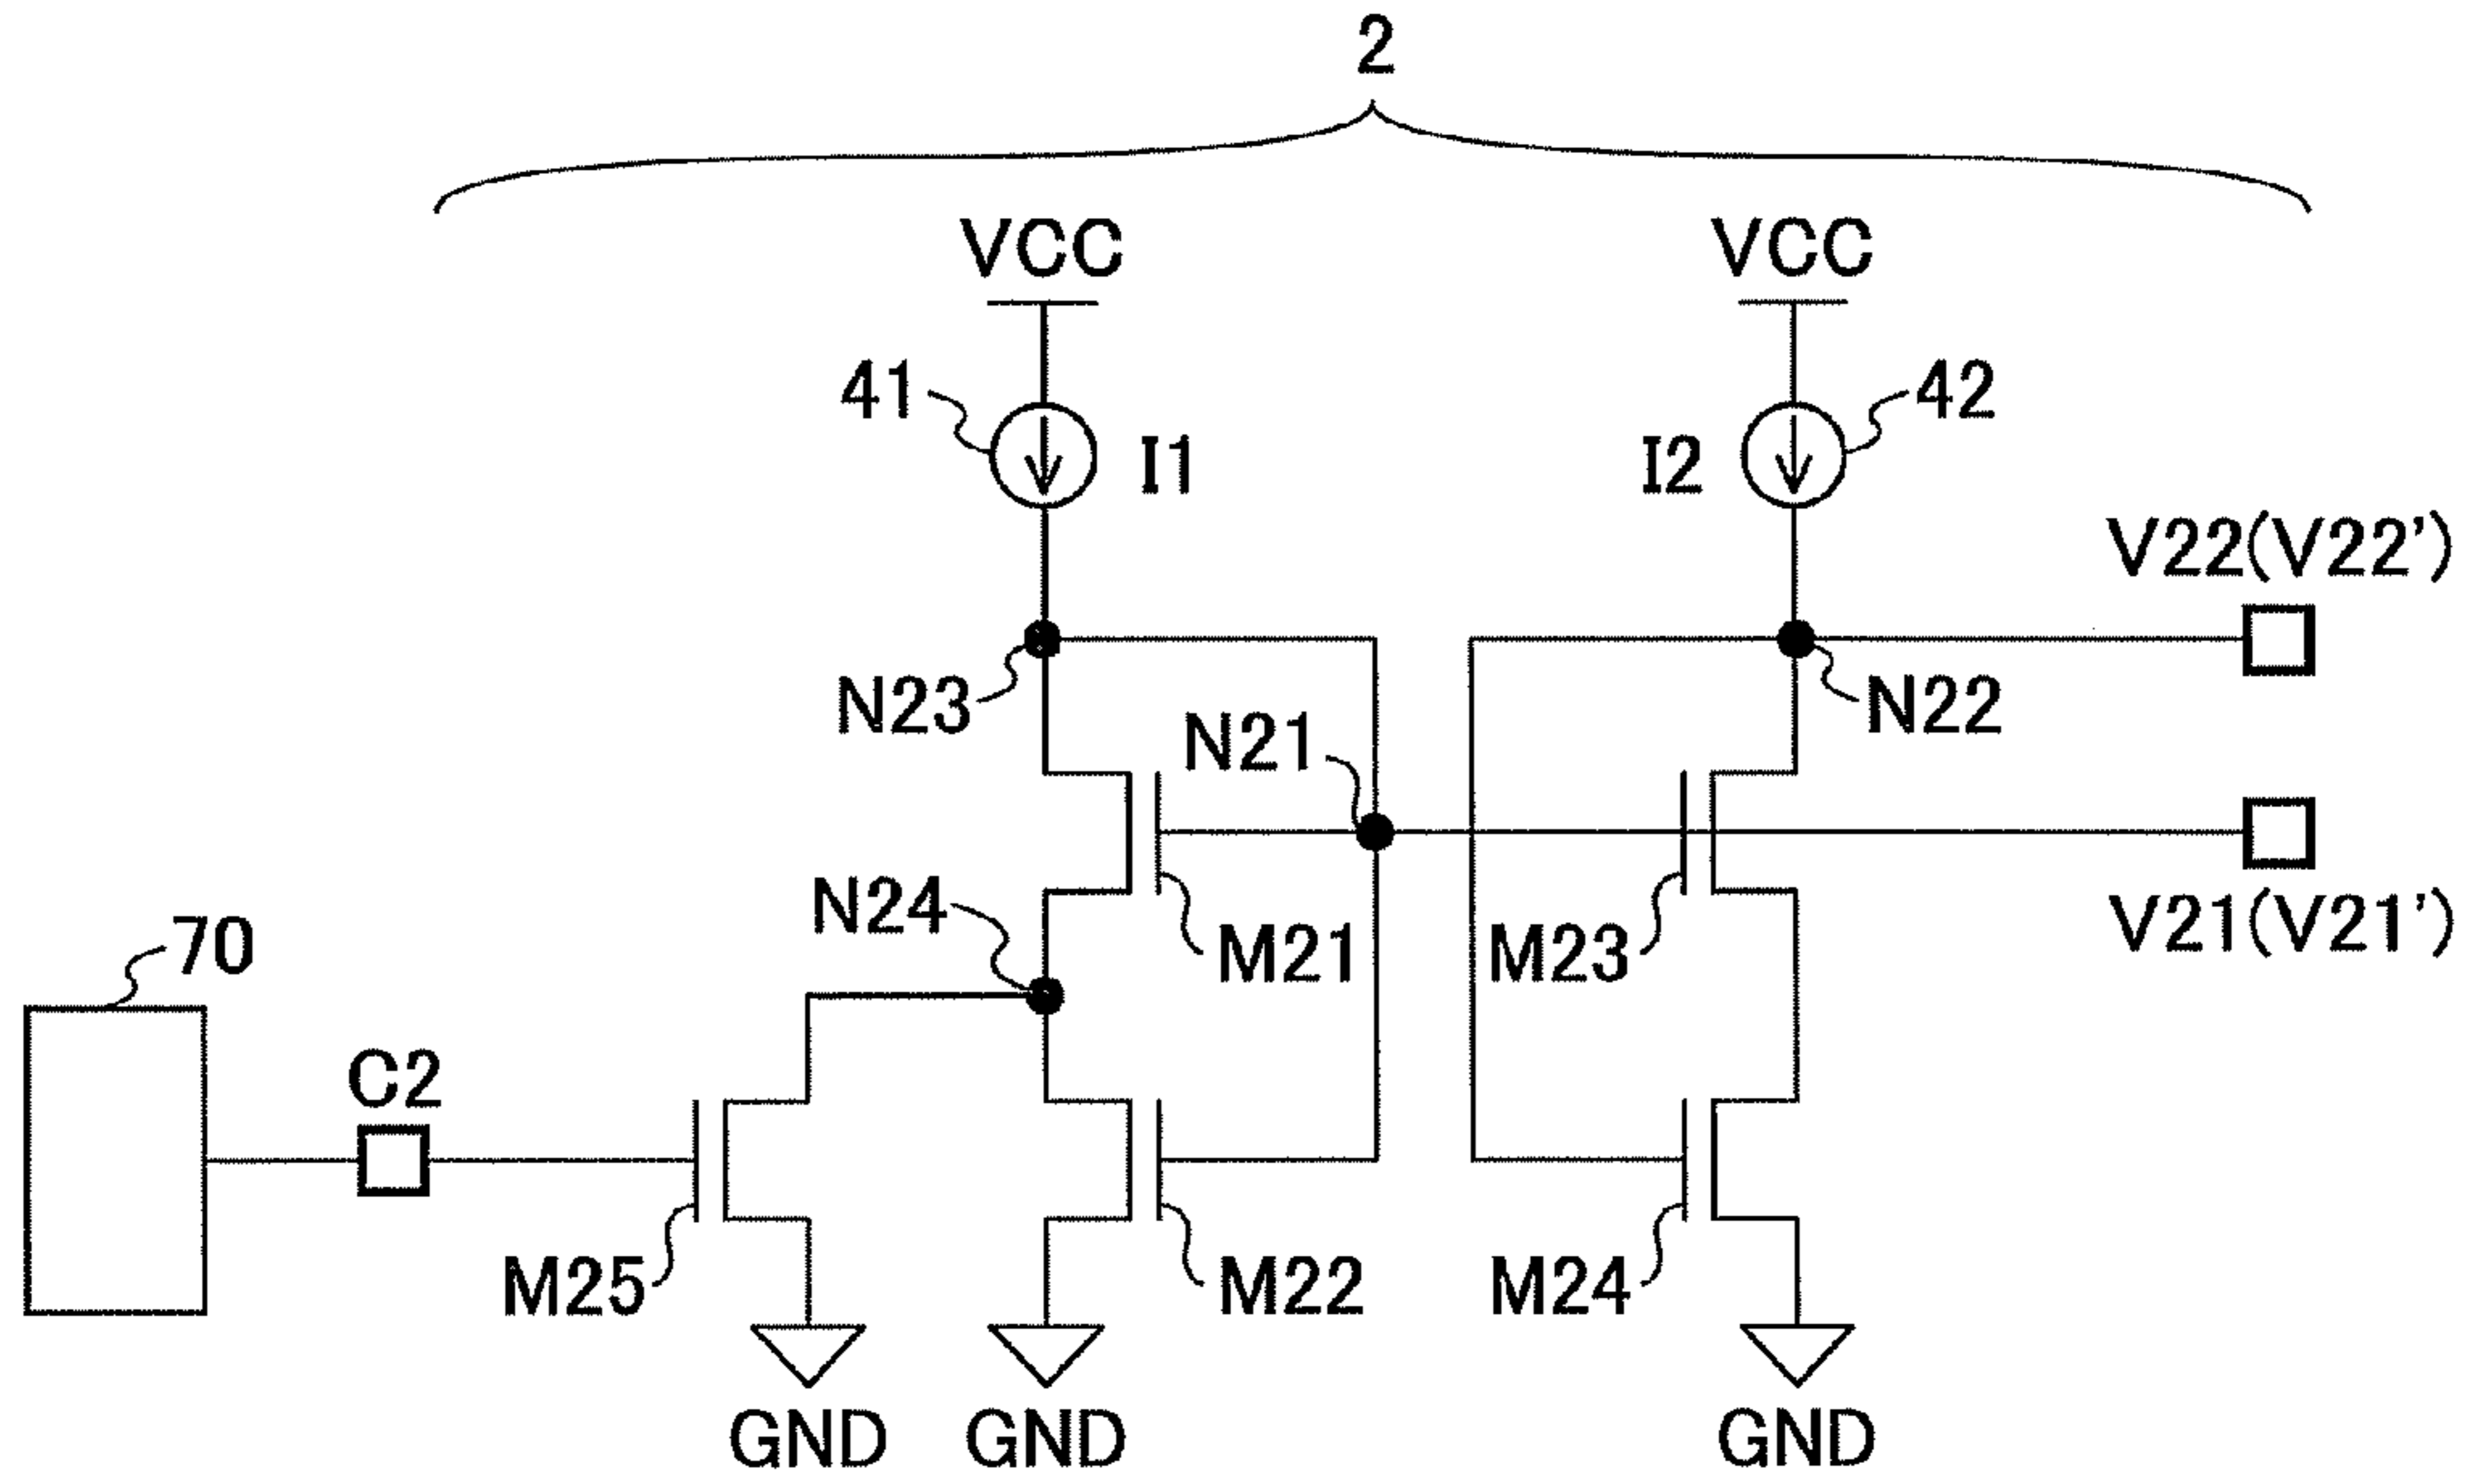 2
VCC VCC
41 I1 I2 42
V22(V22')
N23 N21 N22
N24 M21 M23 V21(V21')
70
C2
M25 M22 M24
GND GND GND